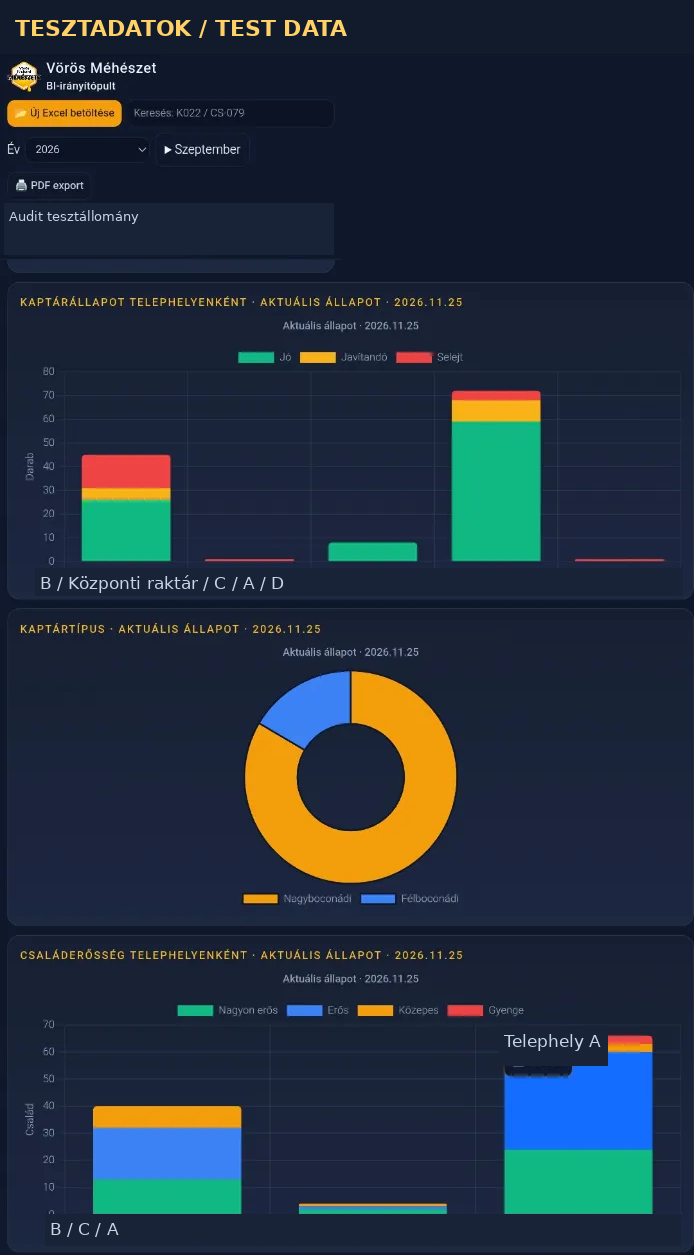 TESZTADATOK / TEST DATA
Vörös Méhészet
BI-irányítópult
Új Excel betöltése
Keresés: K022 / CS-079
Év 2026 ▶ Szeptember
PDF export
Audit tesztállomány
KAPTÁRÁLLAPOT TELEPHELYENKÉNT · AKTUÁLIS ÁLLAPOT · 2026.11.25
Aktuális állapot · 2026.11.25
Jó Javítandó Selejt
80
70
60
50
40
30
20
10
0
Darab
B / Központi raktár / C / A / D
KAPTÁRTÍPUS · AKTUÁLIS ÁLLAPOT · 2026.11.25
Aktuális állapot · 2026.11.25
Nagyboconádi Félboconádi
CSALÁDERŐSSÉG TELEPHELYENKÉNT · AKTUÁLIS ÁLLAPOT · 2026.11.25
Aktuális állapot · 2026.11.25
Nagyon erős Erős Közepes Gyenge
70
60
50
40
30
20
10
Család
Telephely A
B / C / A